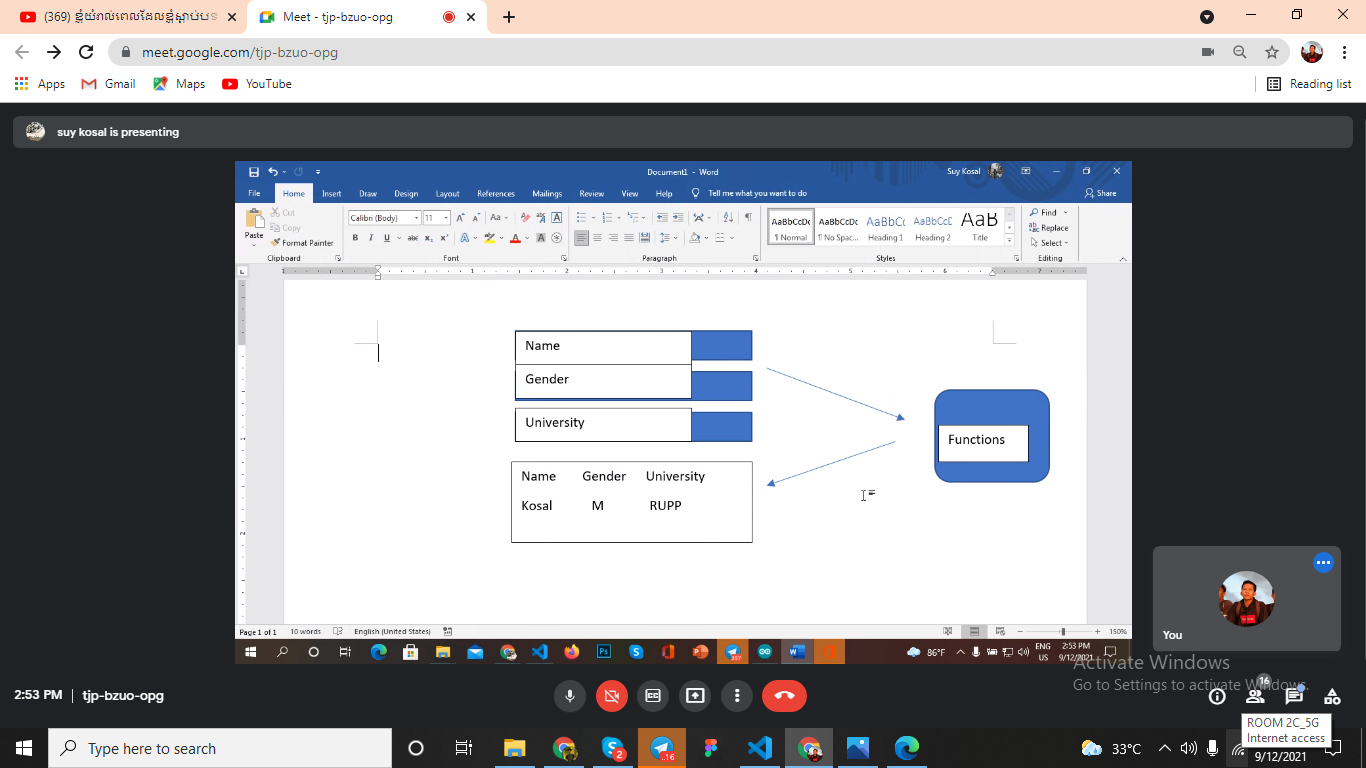 (369) ខ្ញុំយំរាល់ពេលដែលខ្ញុំស្តាប់បទ
Meet - tjp-bzuo-opg
meet.google.com/tjp-bzuo-opg
Apps Gmail Maps YouTube Reading list
suy kosal is presenting
Document1 - Word Suy Kosal
File Home Insert Draw Design Layout References Mailings Review View Help Tell me what you want to do Share
Cut
Copy
Format Painter
Paste
Calibri (Body) 11
AaBbCcDc AaBbCcDc AaBbCc AaBbCcC AaB
¶ Normal ¶ No Spac... Heading 1 Heading 2 Title
Find
Replace
Select
Clipboard Font Paragraph Styles Editing
Name
Gender
University
Functions
Name Gender University
Kosal M RUPP
Page 1 of 1 10 words English (United States) 150%
86°F ENG US 2:53 PM 9/12/2021
You
Activate Windows
Go to Settings to activate Windows.
2:53 PM | tjp-bzuo-opg
16
ROOM 2C_5G
Internet access
Type here to search
33°C
9/12/2021